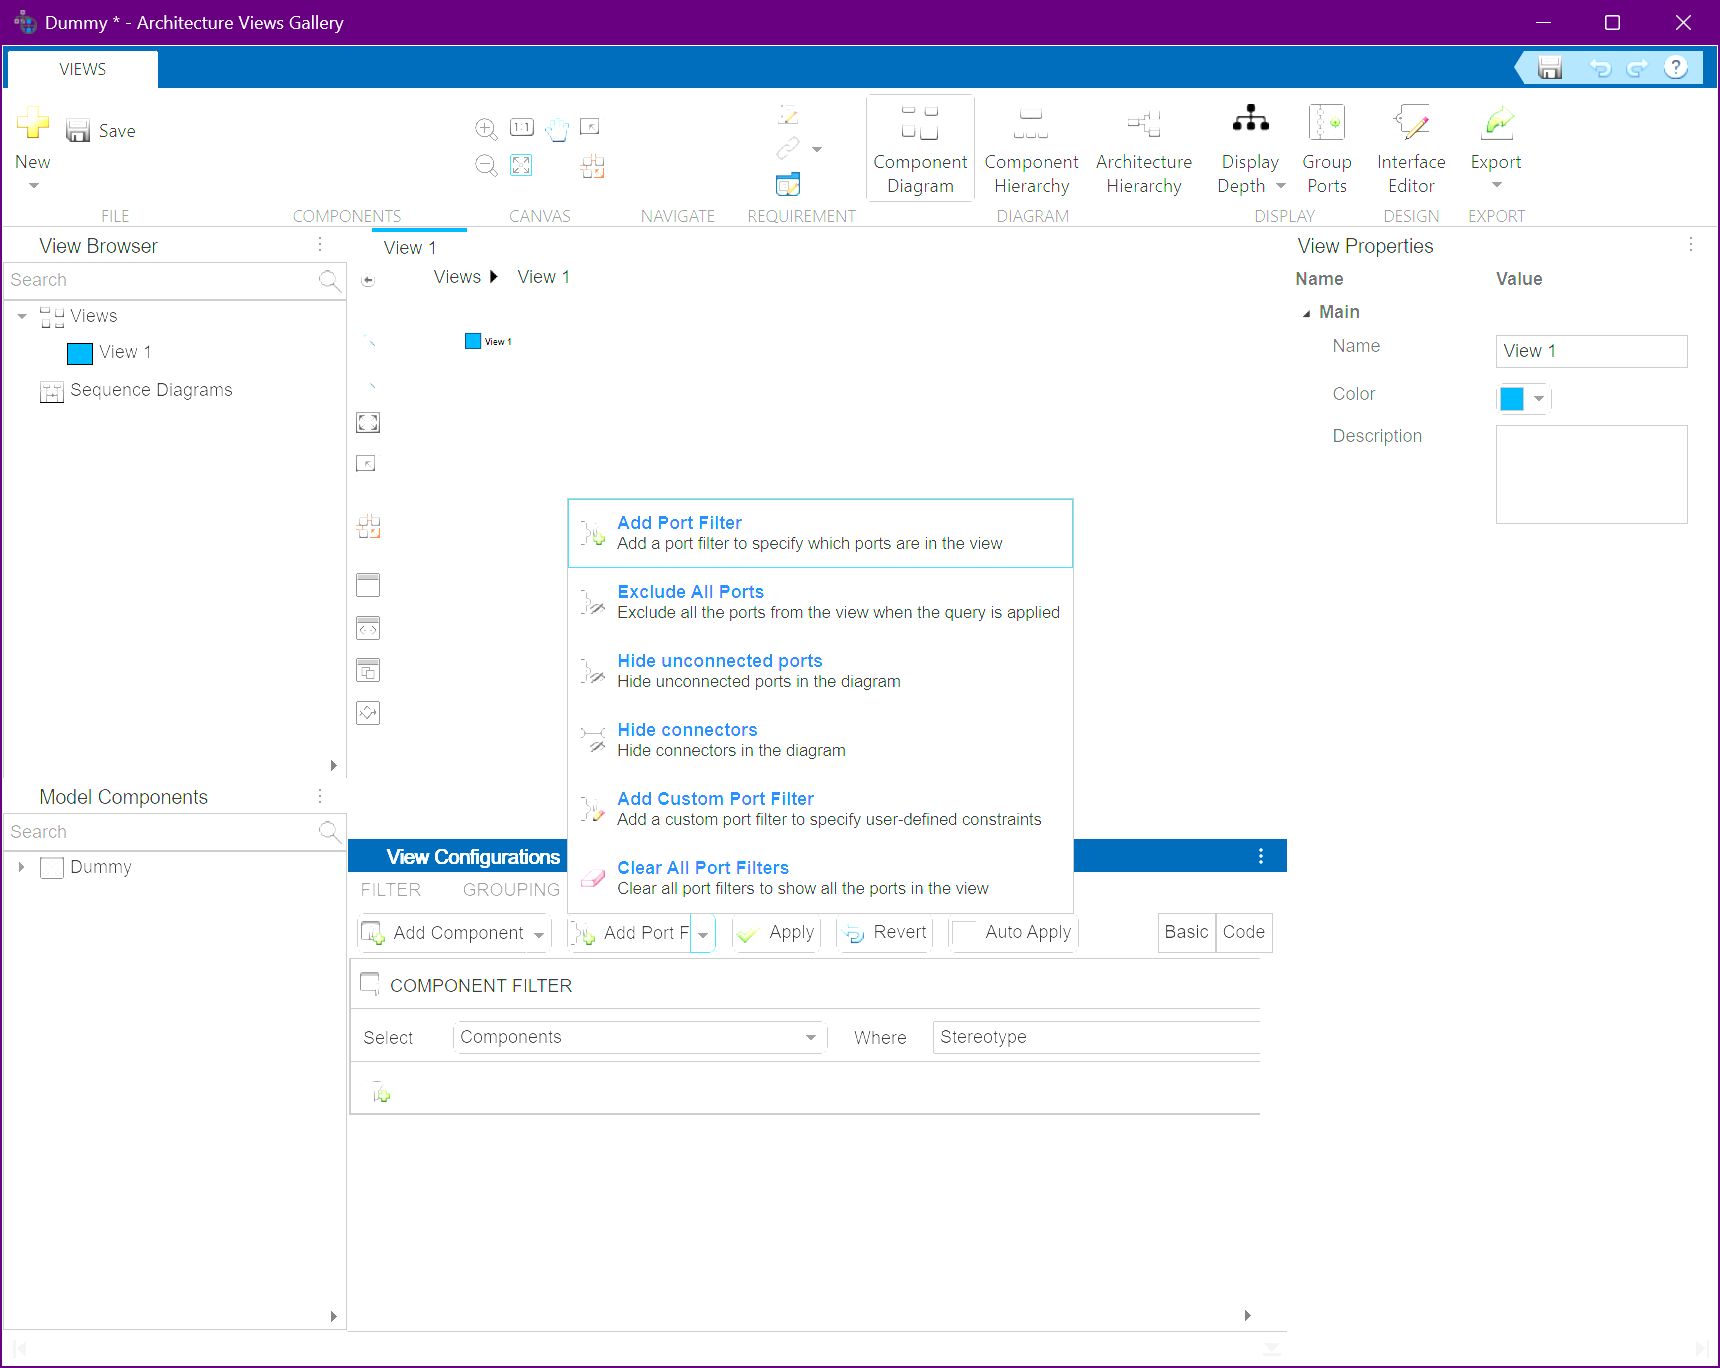 Dummy * - Architecture Views Gallery
VIEWS
New
Save
1:1
Component
Diagram
Component
Hierarchy
Architecture
Hierarchy
Display
Depth
Group
Ports
Interface
Editor
Export
FILE
COMPONENTS
CANVAS
NAVIGATE
REQUIREMENT
DIAGRAM
DISPLAY
DESIGN
EXPORT
View Browser
Search
Views
View 1
Sequence Diagrams
Model Components
Search
Dummy
View 1
Views
View 1
View 1
Add Port Filter
Add a port filter to specify which ports are in the view
Exclude All Ports
Exclude all the ports from the view when the query is applied
Hide unconnected ports
Hide unconnected ports in the diagram
Hide connectors
Hide connectors in the diagram
Add Custom Port Filter
Add a custom port filter to specify user-defined constraints
Clear All Port Filters
Clear all port filters to show all the ports in the view
View Configurations
FILTER
GROUPING
Add Component
Add Port F
Apply
Revert
Auto Apply
Basic
Code
COMPONENT FILTER
Select
Components
Where
Stereotype
View Properties
Name
Value
Main
Name
View 1
Color
Description